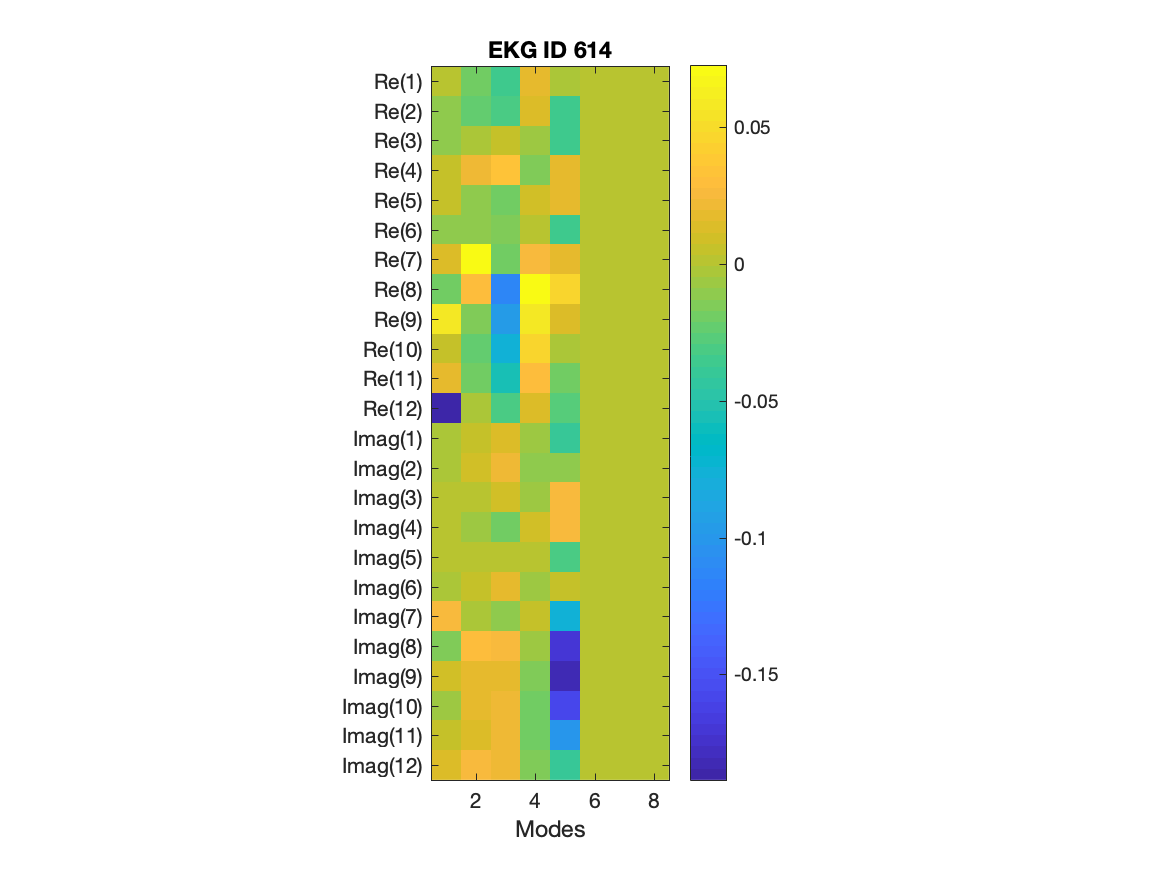 EKG ID 614
Re(1)
Re(2)
Re(3)
Re(4)
Re(5)
Re(6)
Re(7)
Re(8)
Re(9)
Re(10)
Re(11)
Re(12)
Imag(1)
Imag(2)
Imag(3)
Imag(4)
Imag(5)
Imag(6)
Imag(7)
Imag(8)
Imag(9)
Imag(10)
Imag(11)
Imag(12)
2 4 6 8
Modes
0.05
0
-0.05
-0.1
-0.15